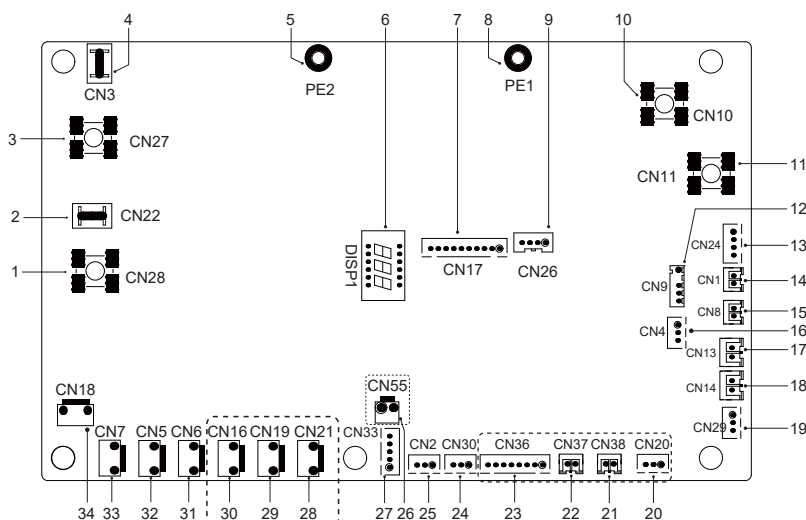 4 5 6 7 8 9 10
CN3 PE2 PE1
CN10
3 CN27
CN11 11
12
2 CN22
CN24 13
DISP1
CN17 CN26
1 CN28
CN9 CN1 14
CN8 15
CN4 16
CN13 17
CN18 CN55
CN14 18
CN7 CN5 CN6 CN16 CN19 CN21
CN33 CN2 CN30 CN36 CN37 CN38 CN20
CN29 19
34 33 32 31 30 29 28 27 26 25 24 23 22 21 20